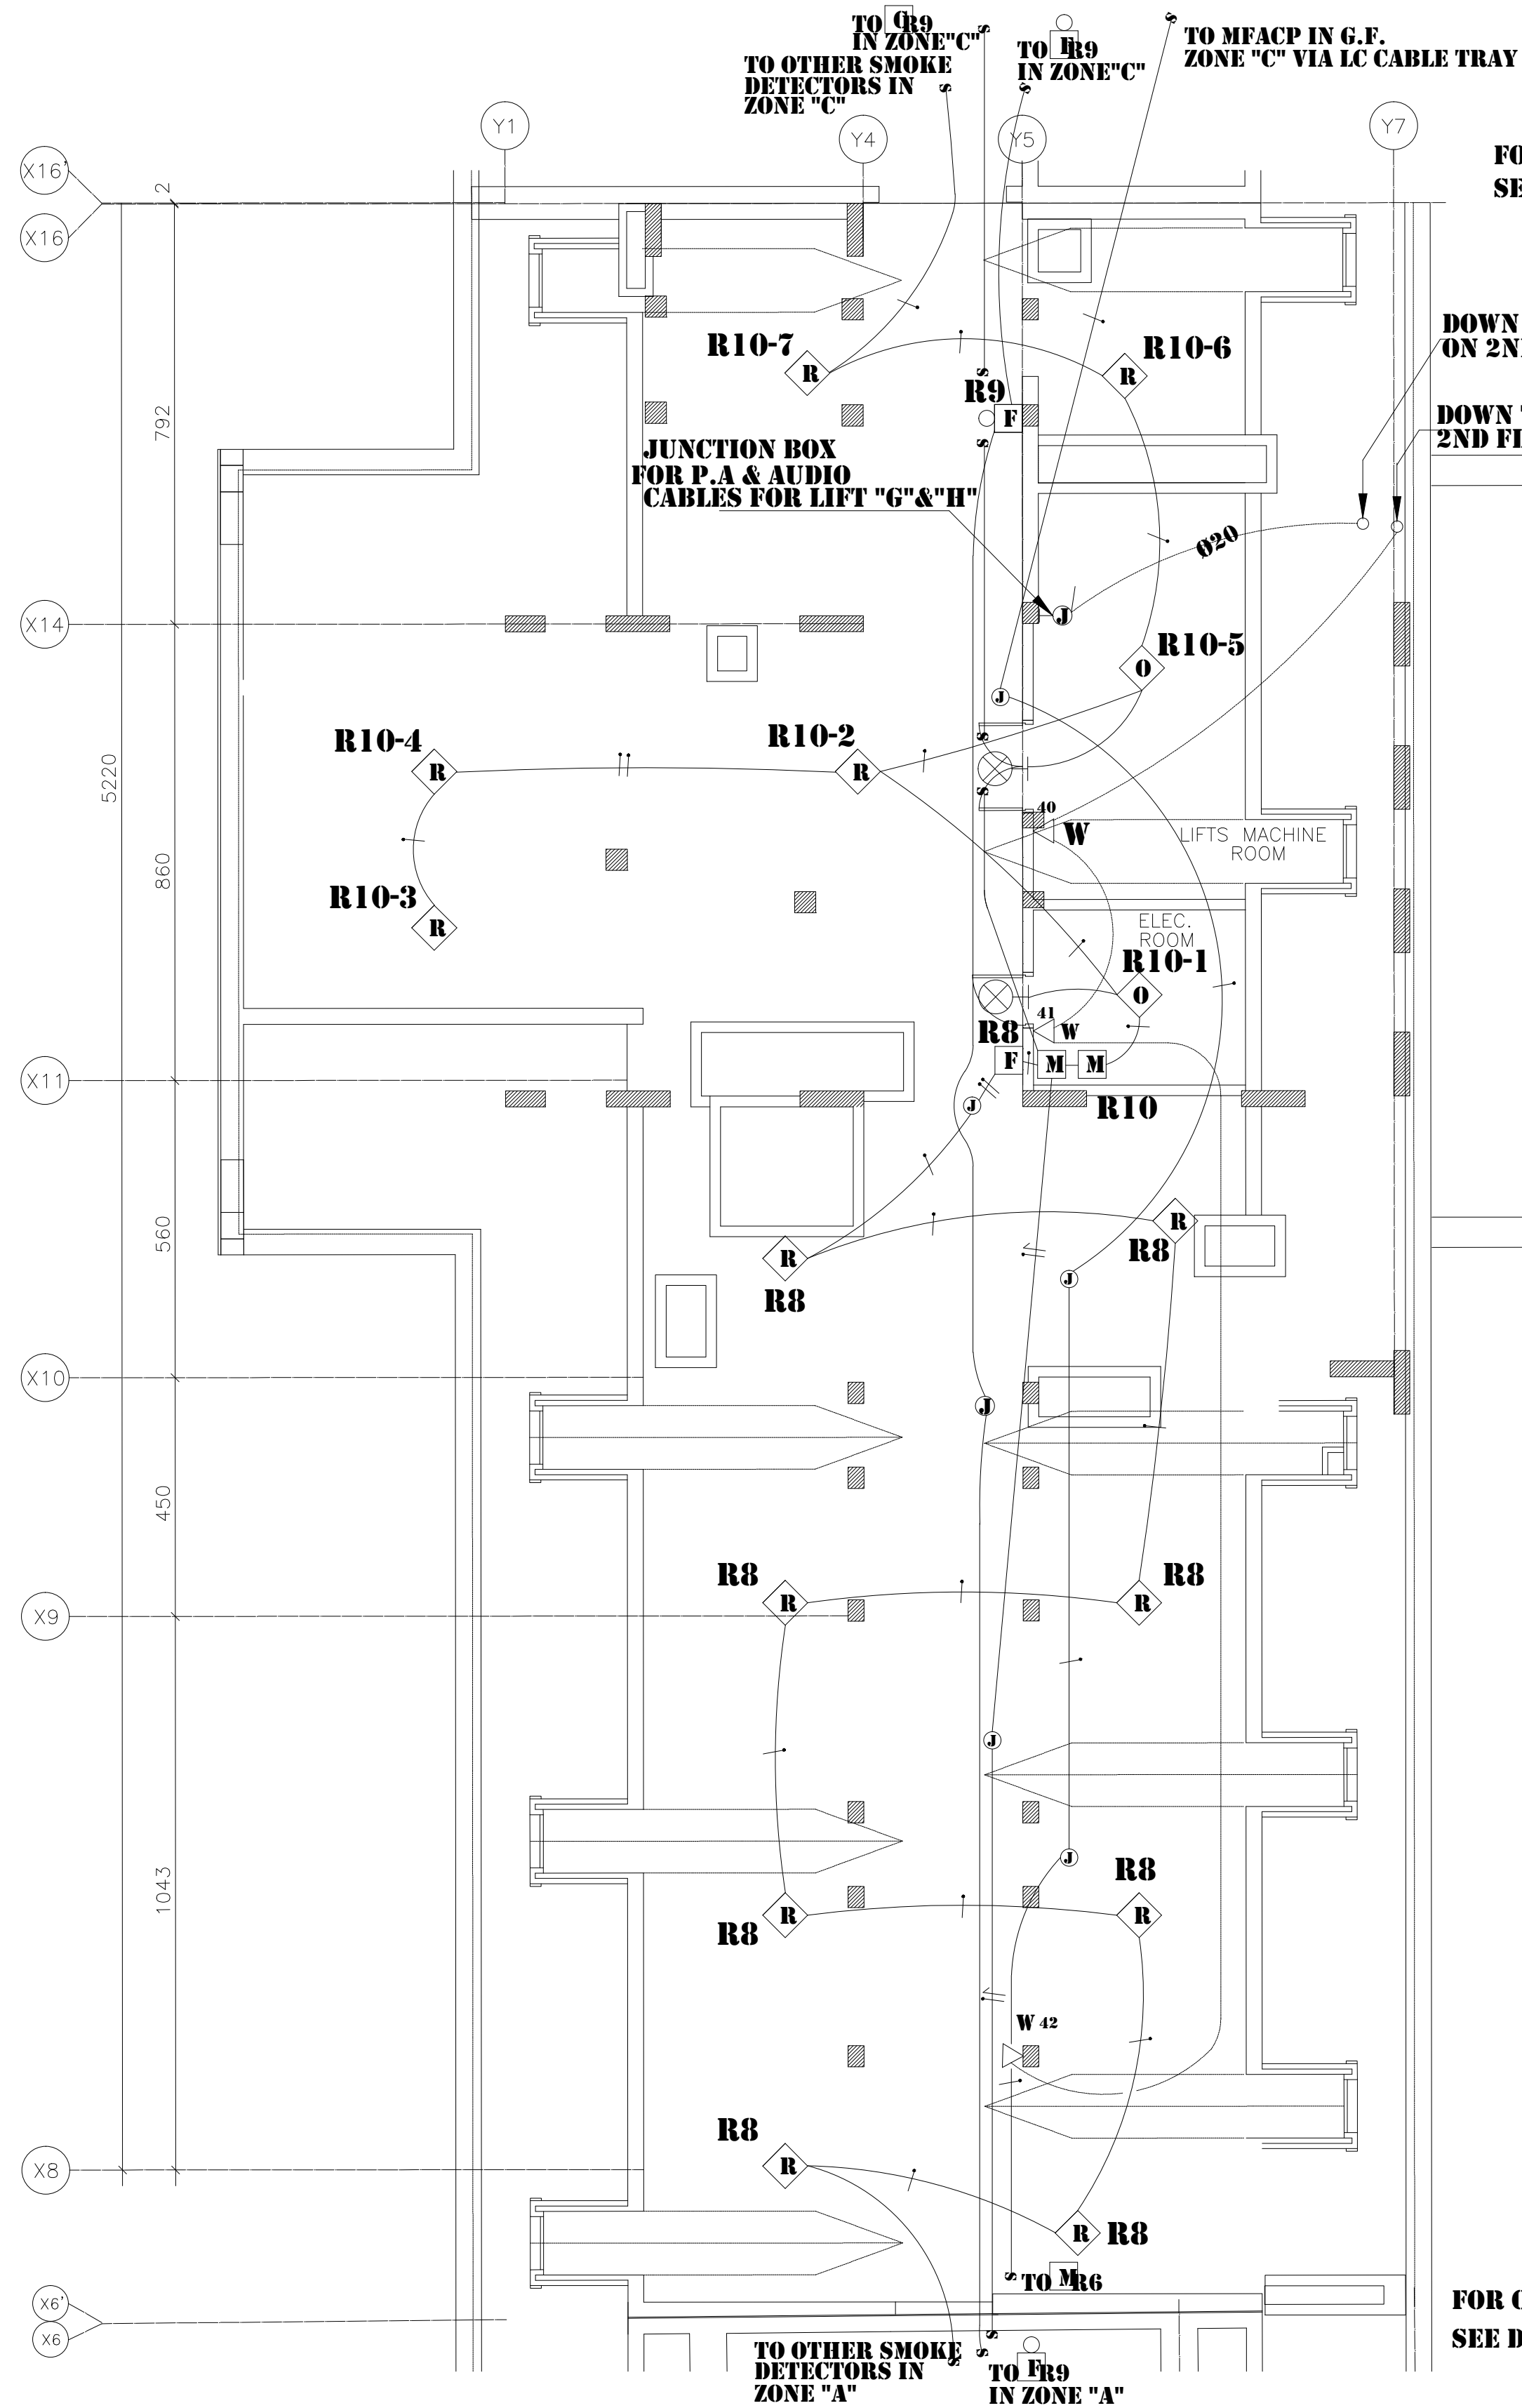 TO C R9
IN ZONE"C"
TO F R9
IN ZONE"C"
TO MFACP IN G.F.
ZONE "C" VIA LC CABLE TRAY
TO OTHER SMOKE
DETECTORS IN
ZONE "C"
S
S
S
S
Y1
Y4
Y5
Y7
X16'
X16
2
FO
SE
DOWN
ON 2N
R10-7
R
R10-6
R
S
R9
F
792
DOWN
2ND FI
S
JUNCTION BOX
FOR P.A & AUDIO
CABLES FOR LIFT "G"&"H"
Ø20
X14
J
R10-5
O
J
5220
R10-4
R
R10-2
R
S
S
40
W
LIFTS MACHINE
ROOM
860
R10-3
R
ELEC.
ROOM
R10-1
O
41
W
R8
F
M
M
X11
J
R10
560
R
R8
R
R8
J
X10
J
450
R8
R
R8
R
X9
J
1043
J
R8
R
R8
R
W 42
R8
R
X8
R
R8
S
TO M R6
X6'
X6
FOR
SEE D
S
S
S
TO OTHER SMOKE
DETECTORS IN
ZONE "A"
TO F R9
IN ZONE "A"